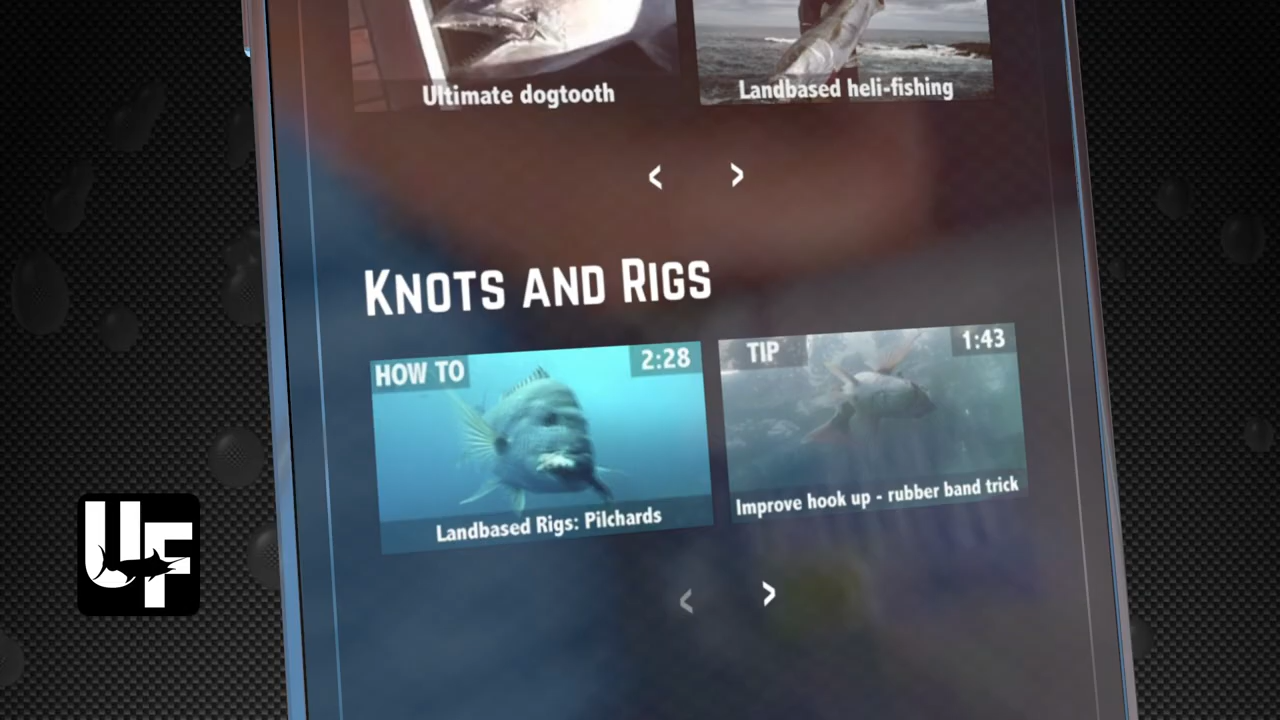 Ultimate dogtooth
Landbased heli-fishing
< >
KNOTS AND RIGS
HOW TO
2:28
Landbased Rigs: Pilchards
TIP
1:43
Improve hook up - rubber band trick
< >
UF